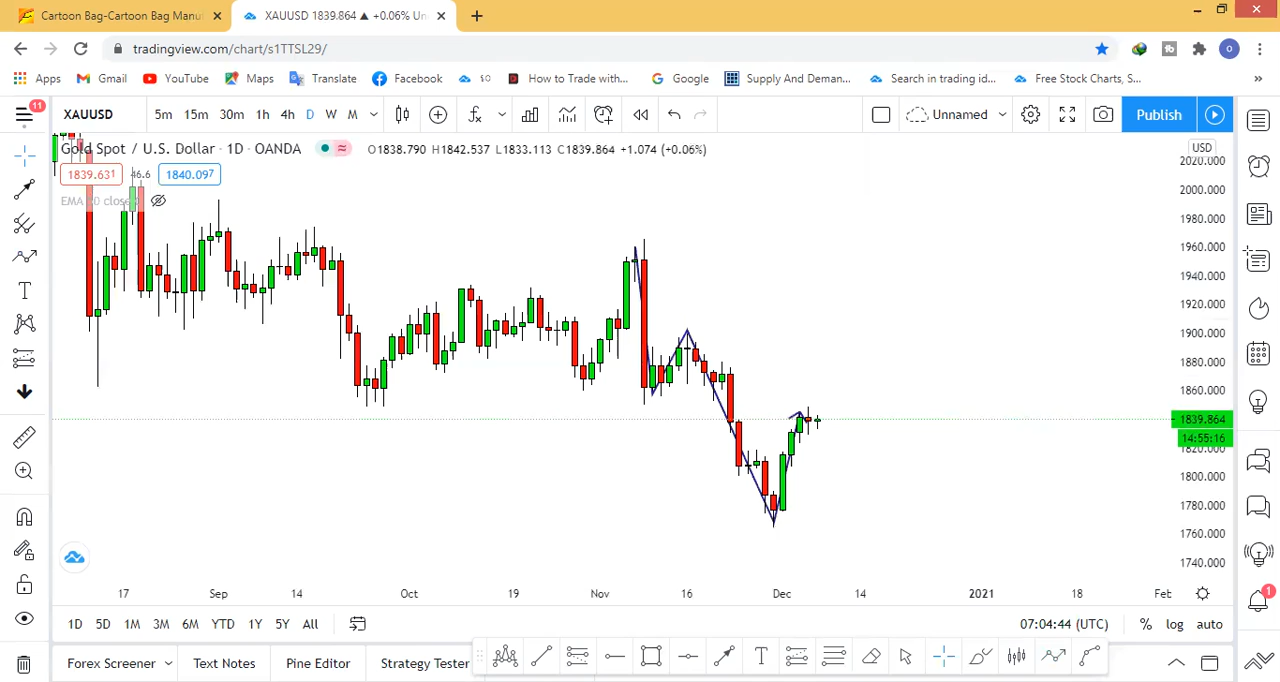 Cartoon Bag-Cartoon Bag Manu
XAUUSD 1839.864 ▲ +0.06% Un
tradingview.com/chart/s1TTSL29/
O
Apps
Gmail
YouTube
Maps
Translate
Facebook
How to Trade with...
Google
Supply And Deman...
Search in trading id...
Free Stock Charts, S...
»
11
XAUUSD
5m 15m 30m 1h 4h D W M
Unnamed
Publish
Gold Spot / U.S. Dollar · 1D · OANDA
O1838.790 H1842.537 L1833.113 C1839.864 +1.074 (+0.06%)
1839.631 46.6 1840.097
USD
2020.000
2000.000
1980.000
1960.000
1940.000
1920.000
1900.000
1880.000
1860.000
1839.864
14:55:16
1820.000
1800.000
1780.000
1760.000
1740.000
17 Sep 14 Oct 19 Nov 16 Dec 14 2021 18 Fet
1D 5D 1M 3M 6M YTD 1Y 5Y All
07:04:44 (UTC) % log auto
1
Forex Screener Text Notes Pine Editor Strategy Tester